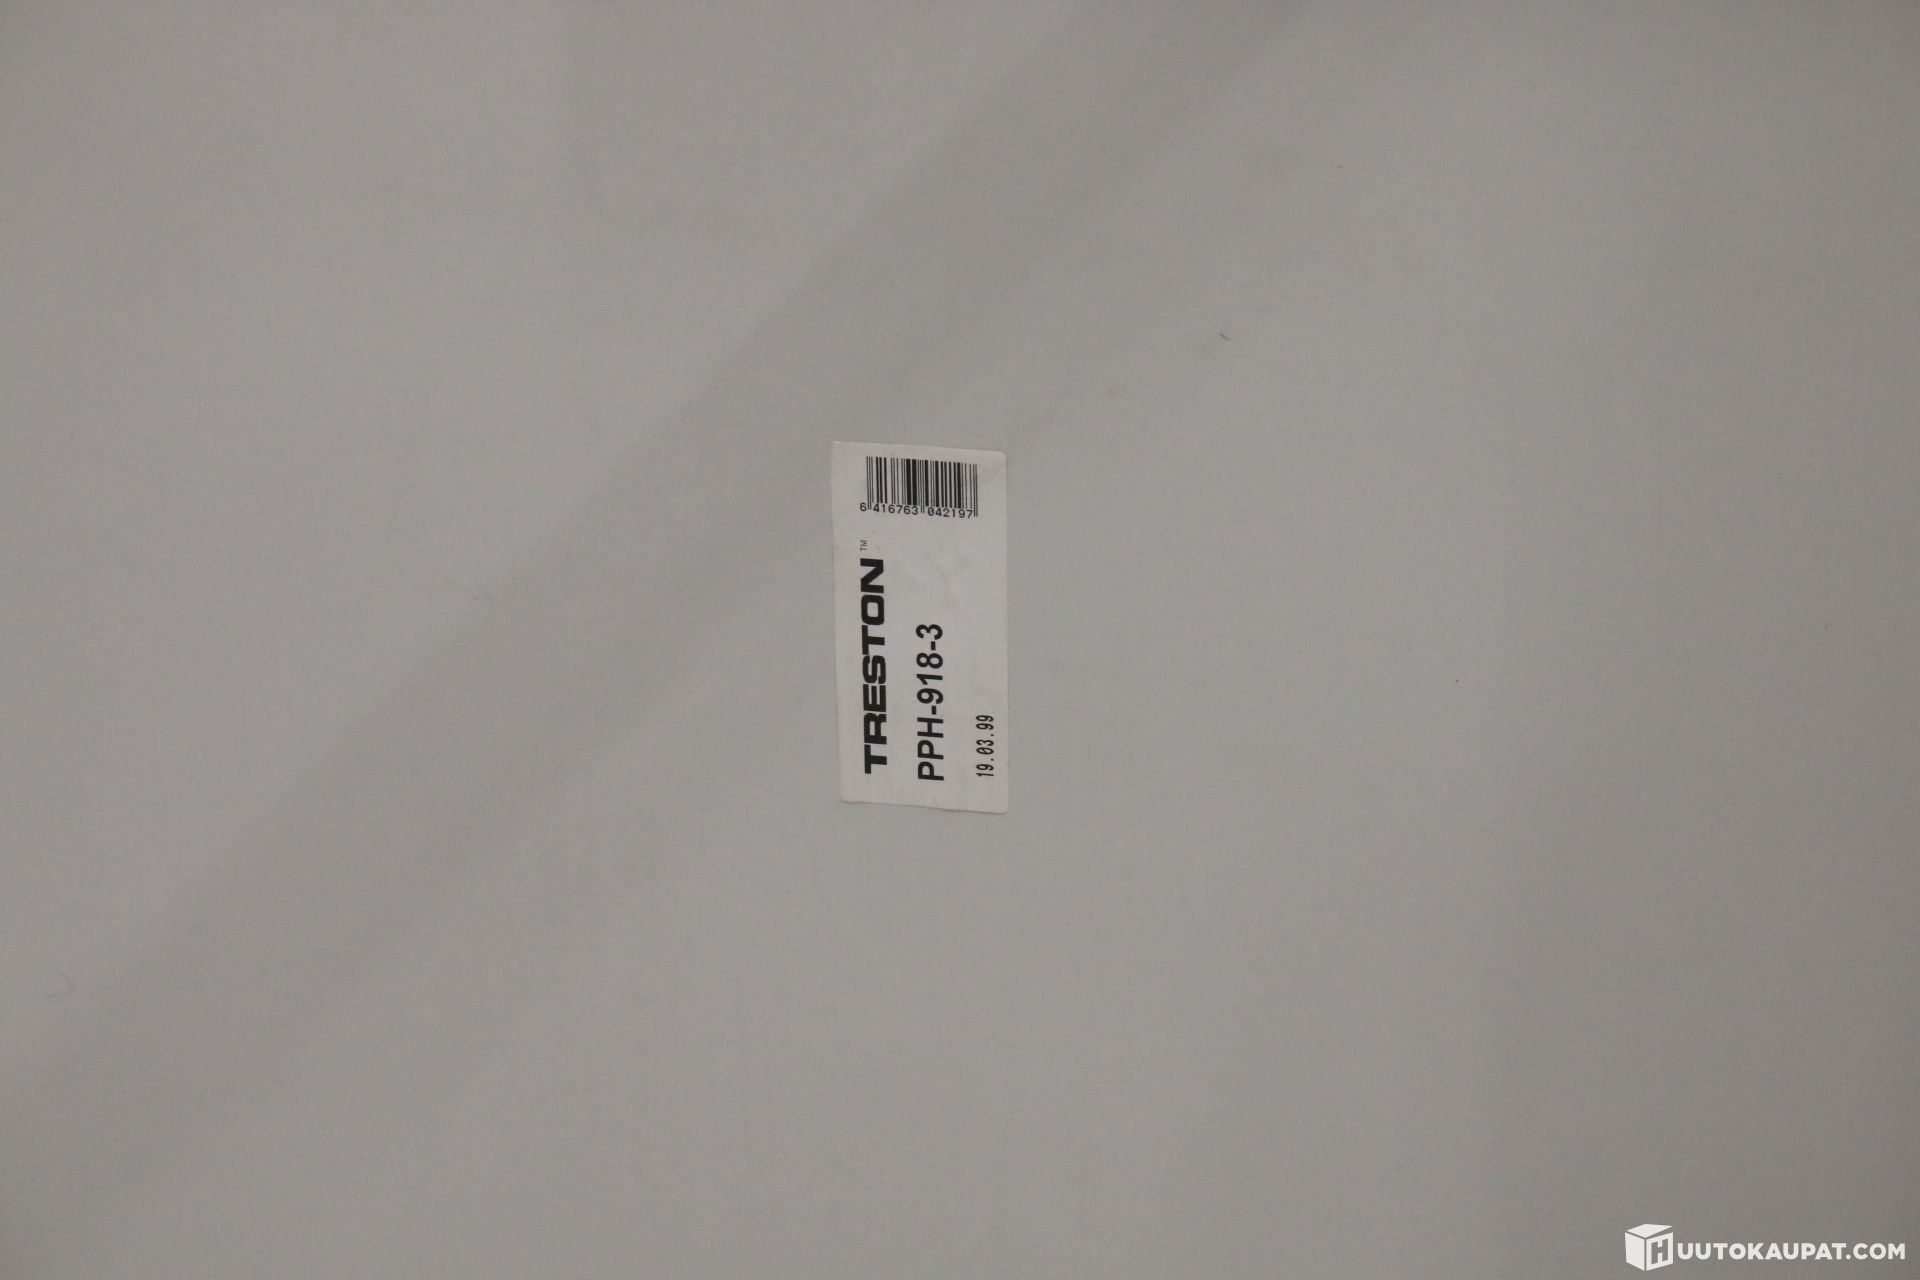 TRESTON™
6 416763 042197
PPH-918-3
19.03.99
HUUTOKAUPAT.COM